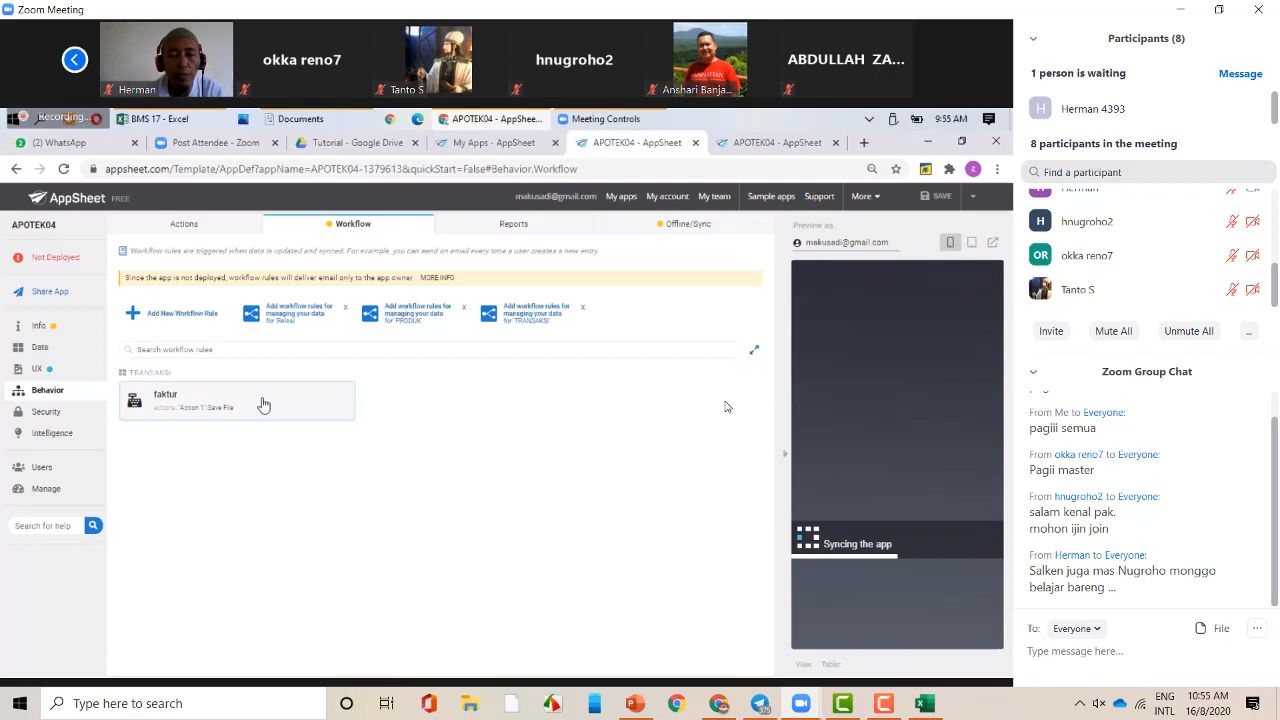 Zoom Meeting
Herman
okka reno7
Tanto S
hnugroho2
Anshari Banja...
ABDULLAH ZA...
Participants (8)
1 person is waiting
Message
H
Herman 4393
8 participants in the meeting
Find a participant
H
Herman
H
hnugroho2
OR
okka reno7
Tanto S
Invite
Mute All
Unmute All
...
Zoom Group Chat
From Me to Everyone:
pagiii semua
From okka reno7 to Everyone:
Pagii master
From hnugroho2 to Everyone:
salam kenal pak.
mohon ijin join
From Herman to Everyone:
Salken juga mas Nugroho monggo
belajar bareng ...
To:
Everyone
File
Type message here...
Recording...
BMS 17 - Excel
Documents
APOTEK04 - AppShee...
Meeting Controls
9:55 AM
(2) WhatsApp
Post Attendee - Zoom
Tutorial - Google Drive
My Apps - AppSheet
APOTEK04 - AppSheet
APOTEK04 - AppSheet
appsheet.com/template/AppDef?appName=APOTEK04-1379613&quickStart=False#Behavior.Workflow
z
AppSheet FREE
makusadi@gmail.com
My apps
My account
My team
Sample apps
Support
More
SAVE
APOTEK04
Not Deployed
Share App
Info
Data
UX
Behavior
Security
Intelligence
Users
Manage
Search for help
Actions
Workflow
Reports
Offline/Sync
Workflow rules are triggered when data is updated and synced. For example, you can send an email every time a user creates a new entry.
Since the app is not deployed, workflow rules will deliver email only to the app owner
MORE INFO
Add New Workflow Rule
Add workflow rules for
managing your data
for 'Relasi'
x
Add workflow rules for
managing your data
for 'PRODUK'
x
Add workflow rules for
managing your data
for 'TRANSAKSI'
x
Search workflow rules
TRANSAKSI
faktur
actions: 'Action 1':Save File
Preview as
makusadi@gmail.com
Syncing the app
View:
Table:
Type here to search
375
ENG
INTL
10:55 AM
16/8/2020